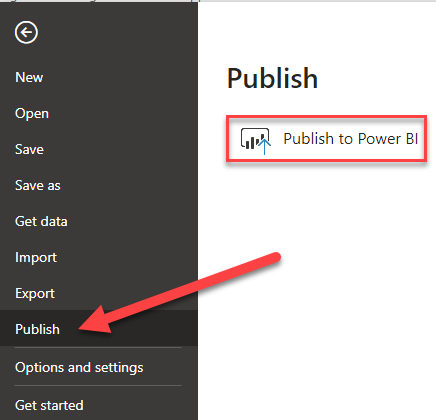 New
Open
Save
Save as
Get data
Import
Export
Publish
Options and settings
Get started
Publish
Publish to Power BI